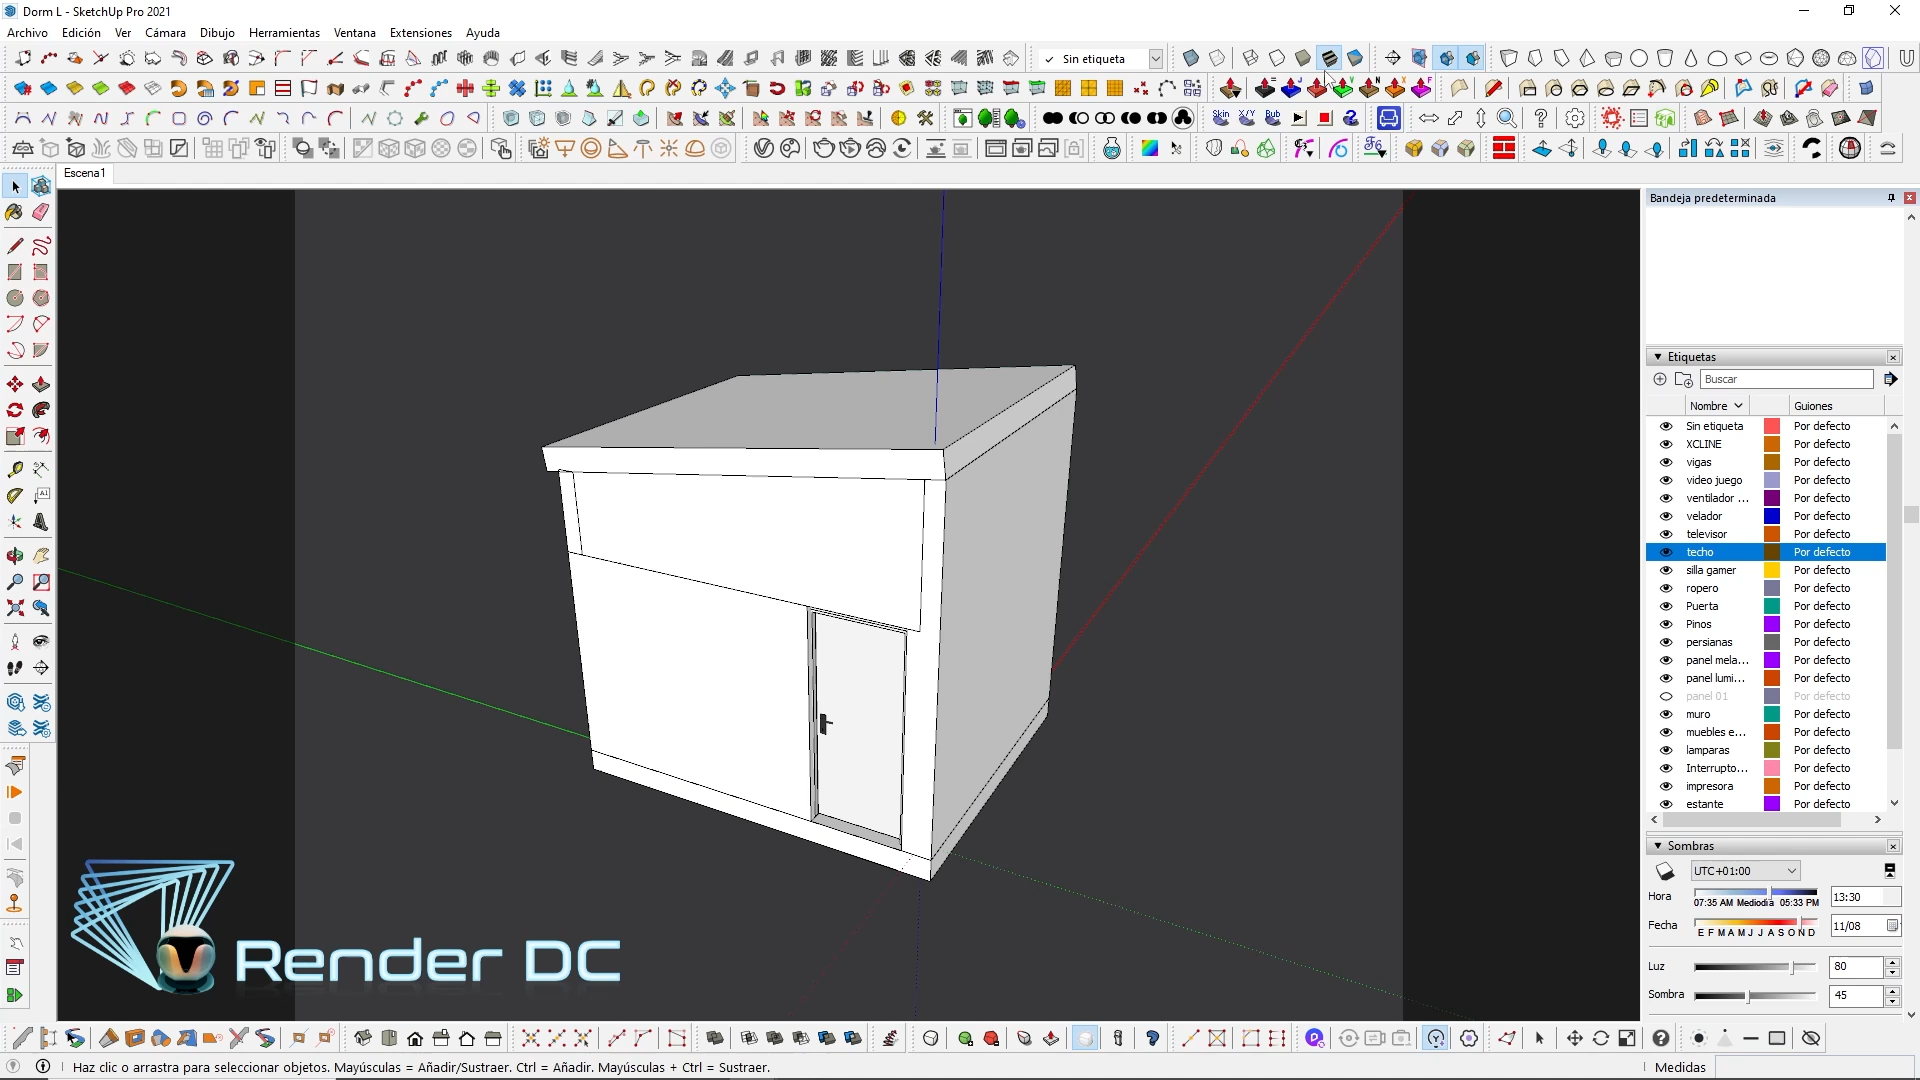 Dorm L - SketchUp Pro 2021
Archivo Edición Ver Cámara Dibujo Herramientas Ventana Extensiones Ayuda
Sin etiqueta
Skin X/Y Bub
Escena1
Bandeja predeterminada
Etiquetas
Buscar
Nombre Guiones
Sin etiqueta Por defecto
XCLINE Por defecto
vigas Por defecto
video juego Por defecto
ventilador ... Por defecto
velador Por defecto
televisor Por defecto
techo Por defecto
silla gamer Por defecto
ropero Por defecto
Puerta Por defecto
Pinos Por defecto
persianas Por defecto
panel mela... Por defecto
panel lumi... Por defecto
panel 01 Por defecto
muro Por defecto
muebles e... Por defecto
lamparas Por defecto
Interrupto... Por defecto
impresora Por defecto
estante Por defecto
Sombras
UTC+01:00
Hora 07:35 AM Mediodía 05:33 PM 13:30
Fecha E F M A M J J A S O N D 11/08
Luz 80
Sombra 45
Render DC
Haz clic o arrastra para seleccionar objetos. Mayúsculas = Añadir/Sustraer. Ctrl = Añadir. Mayúsculas + Ctrl = Sustraer.
Medidas